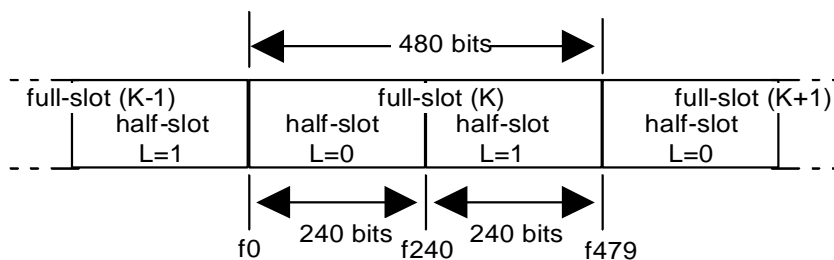 480 bits
full-slot (K-1) full-slot (K) full-slot (K+1)
half-slot half-slot half-slot half-slot
L=1 L=0 L=1 L=0
240 bits 240 bits
f0 f240 f479